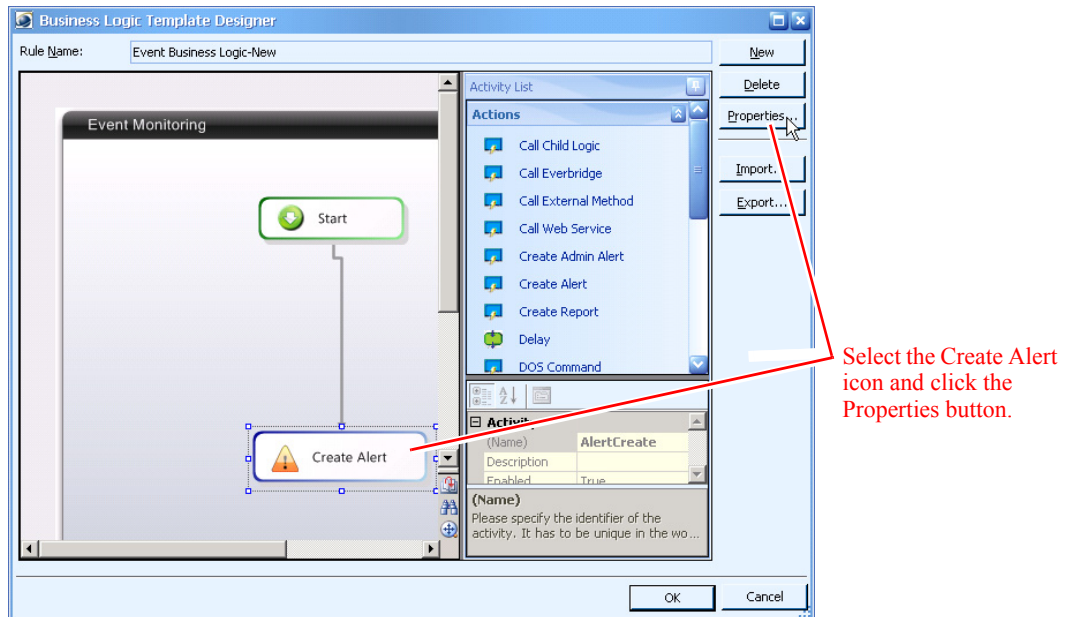 Business Logic Template Designer
Rule Name:
Event Business Logic-New
New
Delete
Properties...
Import...
Export...
Event Monitoring
Start
Create Alert
Activity List
Actions
Call Child Logic
Call Everbridge
Call External Method
Call Web Service
Create Admin Alert
Create Alert
Create Report
Delay
DOS Command
Activity
(Name)
AlertCreate
Description
Enabled
True
(Name)
Please specify the identifier of the
activity. It has to be unique in the wo...
OK
Cancel
Select the Create Alert
icon and click the
Properties button.